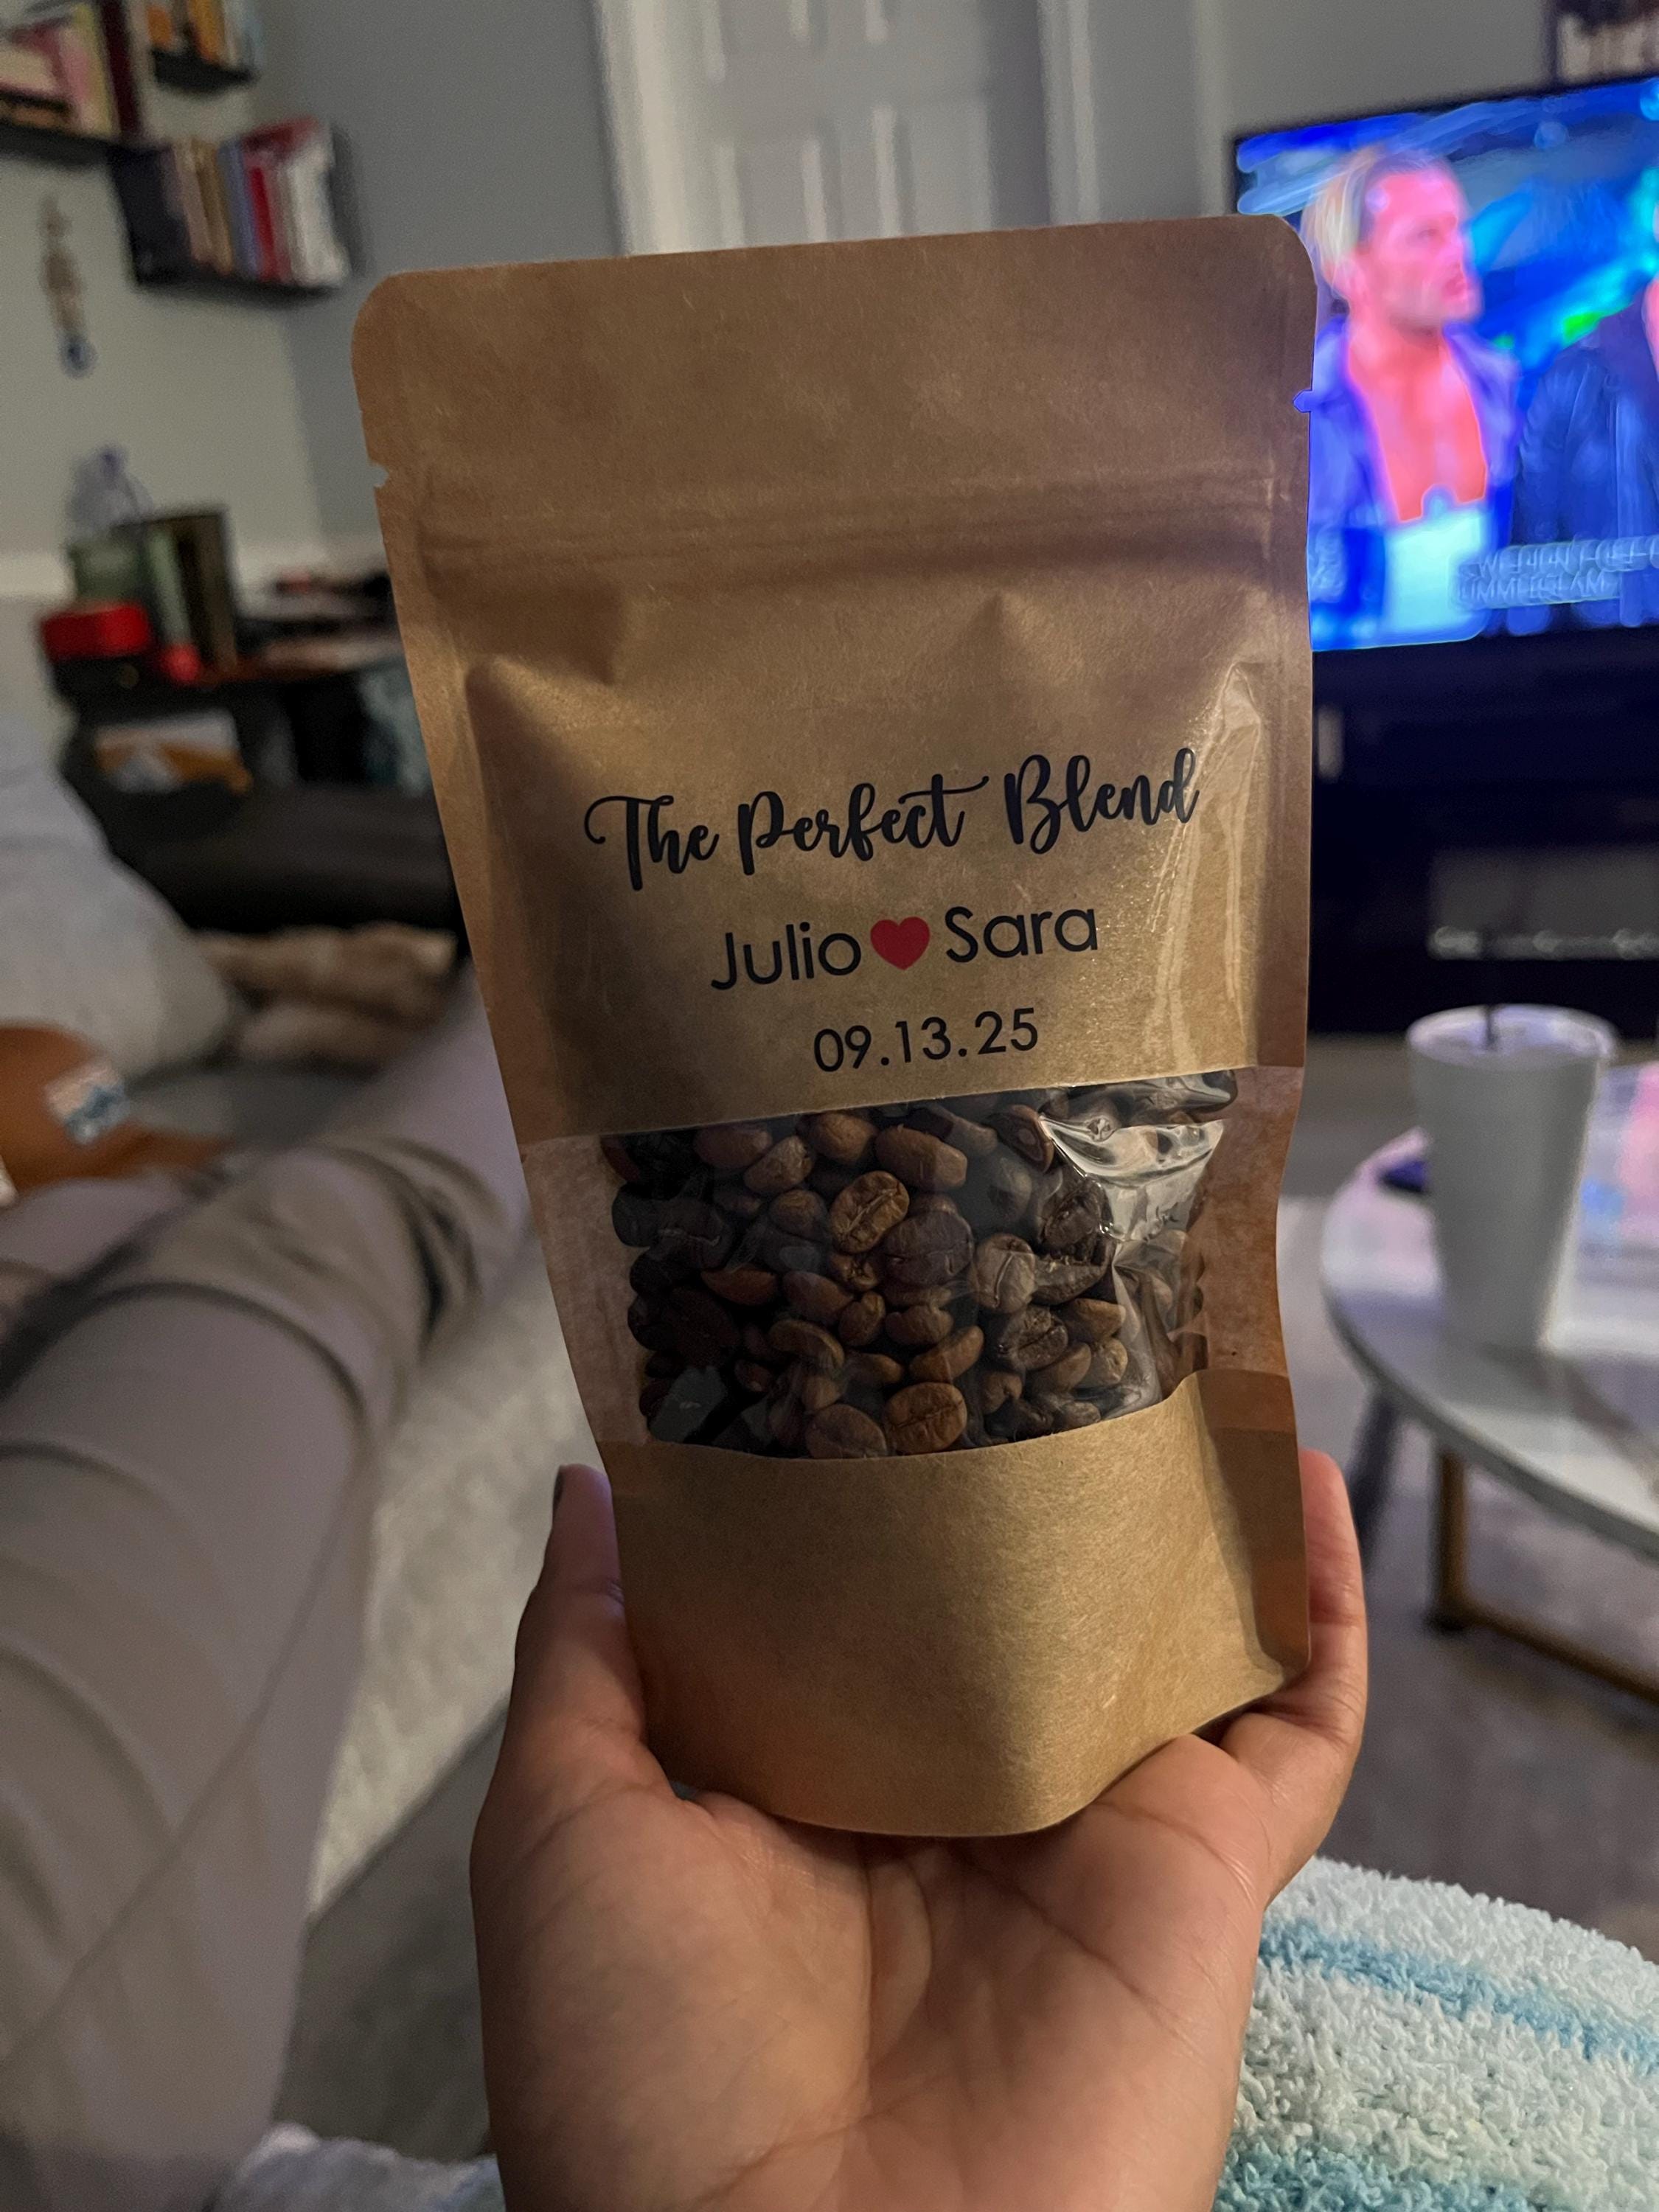 The Perfect Blend
Julio❤Sara
09.13.25